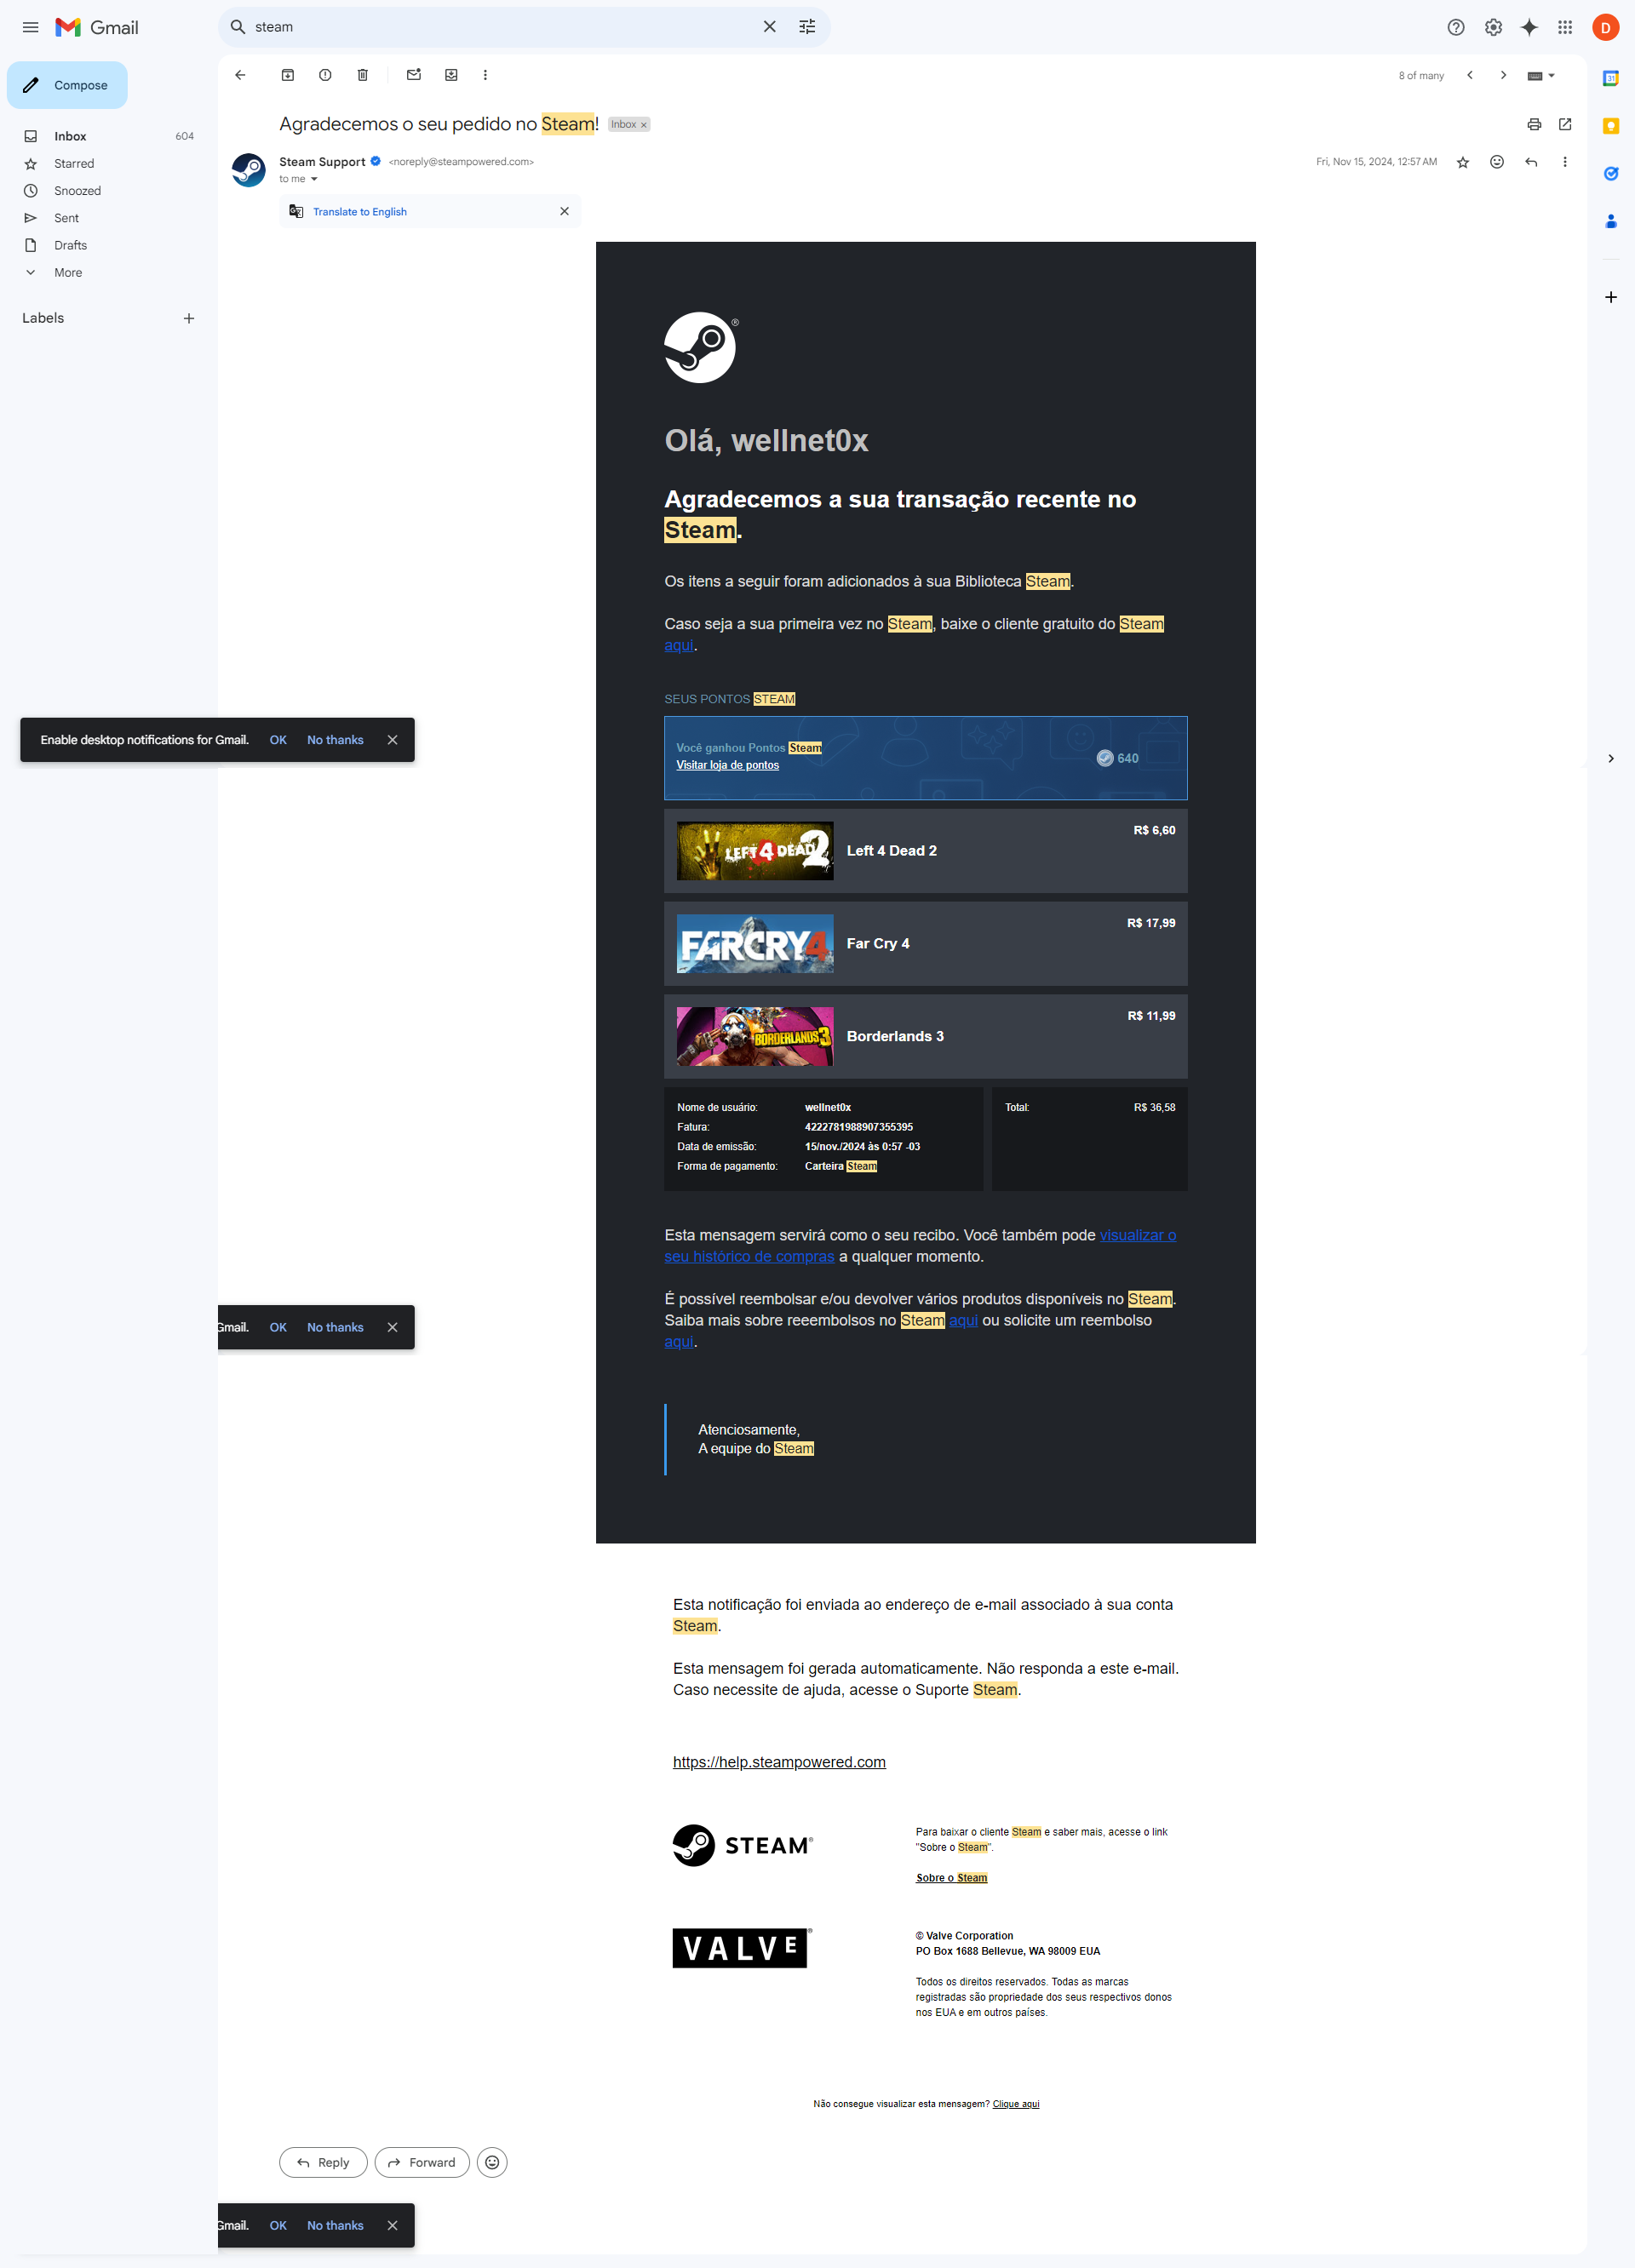 Gmail
steam
Compose
Inbox 604
Starred
Snoozed
Sent
Drafts
More
Labels
8 of many
Agradecemos o seu pedido no Steam! Inbox
Steam Support <noreply@steampowered.com> Fri, Nov 15, 2024, 12:57 AM
to me
Translate to English
Olá, wellnet0x
Agradecemos a sua transação recente no
Steam.
Os itens a seguir foram adicionados à sua Biblioteca Steam.
Caso seja a sua primeira vez no Steam, baixe o cliente gratuito do Steam
aqui.
SEUS PONTOS STEAM
Você ganhou Pontos Steam
Visitar loja de pontos
640
Enable desktop notifications for Gmail. OK No thanks
LEFT 4 DEAD 2
Left 4 Dead 2
R$ 6,60
FARCRY4
Far Cry 4
R$ 17,99
BORDERLANDS 3
Borderlands 3
R$ 11,99
Nome de usuário: wellnet0x
Fatura: 4222781988907355395
Data de emissão: 15/nov./2024 às 0:57 -03
Forma de pagamento: Carteira Steam
Total: R$ 36,58
Esta mensagem servirá como o seu recibo. Você também pode visualizar o
seu histórico de compras a qualquer momento.
É possível reembolsar e/ou devolver vários produtos disponíveis no Steam.
Saiba mais sobre reeembolsos no Steam aqui ou solicite um reembolso
aqui.
Gmail. OK No thanks
Atenciosamente,
A equipe do Steam
Esta notificação foi enviada ao endereço de e-mail associado à sua conta
Steam.
Esta mensagem foi gerada automaticamente. Não responda a este e-mail.
Caso necessite de ajuda, acesse o Suporte Steam.
https://help.steampowered.com
STEAM®
Para baixar o cliente Steam e saber mais, acesse o link
"Sobre o Steam".
Sobre o Steam
VALVE®
© Valve Corporation
PO Box 1688 Bellevue, WA 98009 EUA
Todos os direitos reservados. Todas as marcas
registradas são propriedade dos seus respectivos donos
nos EUA e em outros países.
Não consegue visualizar esta mensagem? Clique aqui
Reply
Forward
Gmail. OK No thanks
D
31